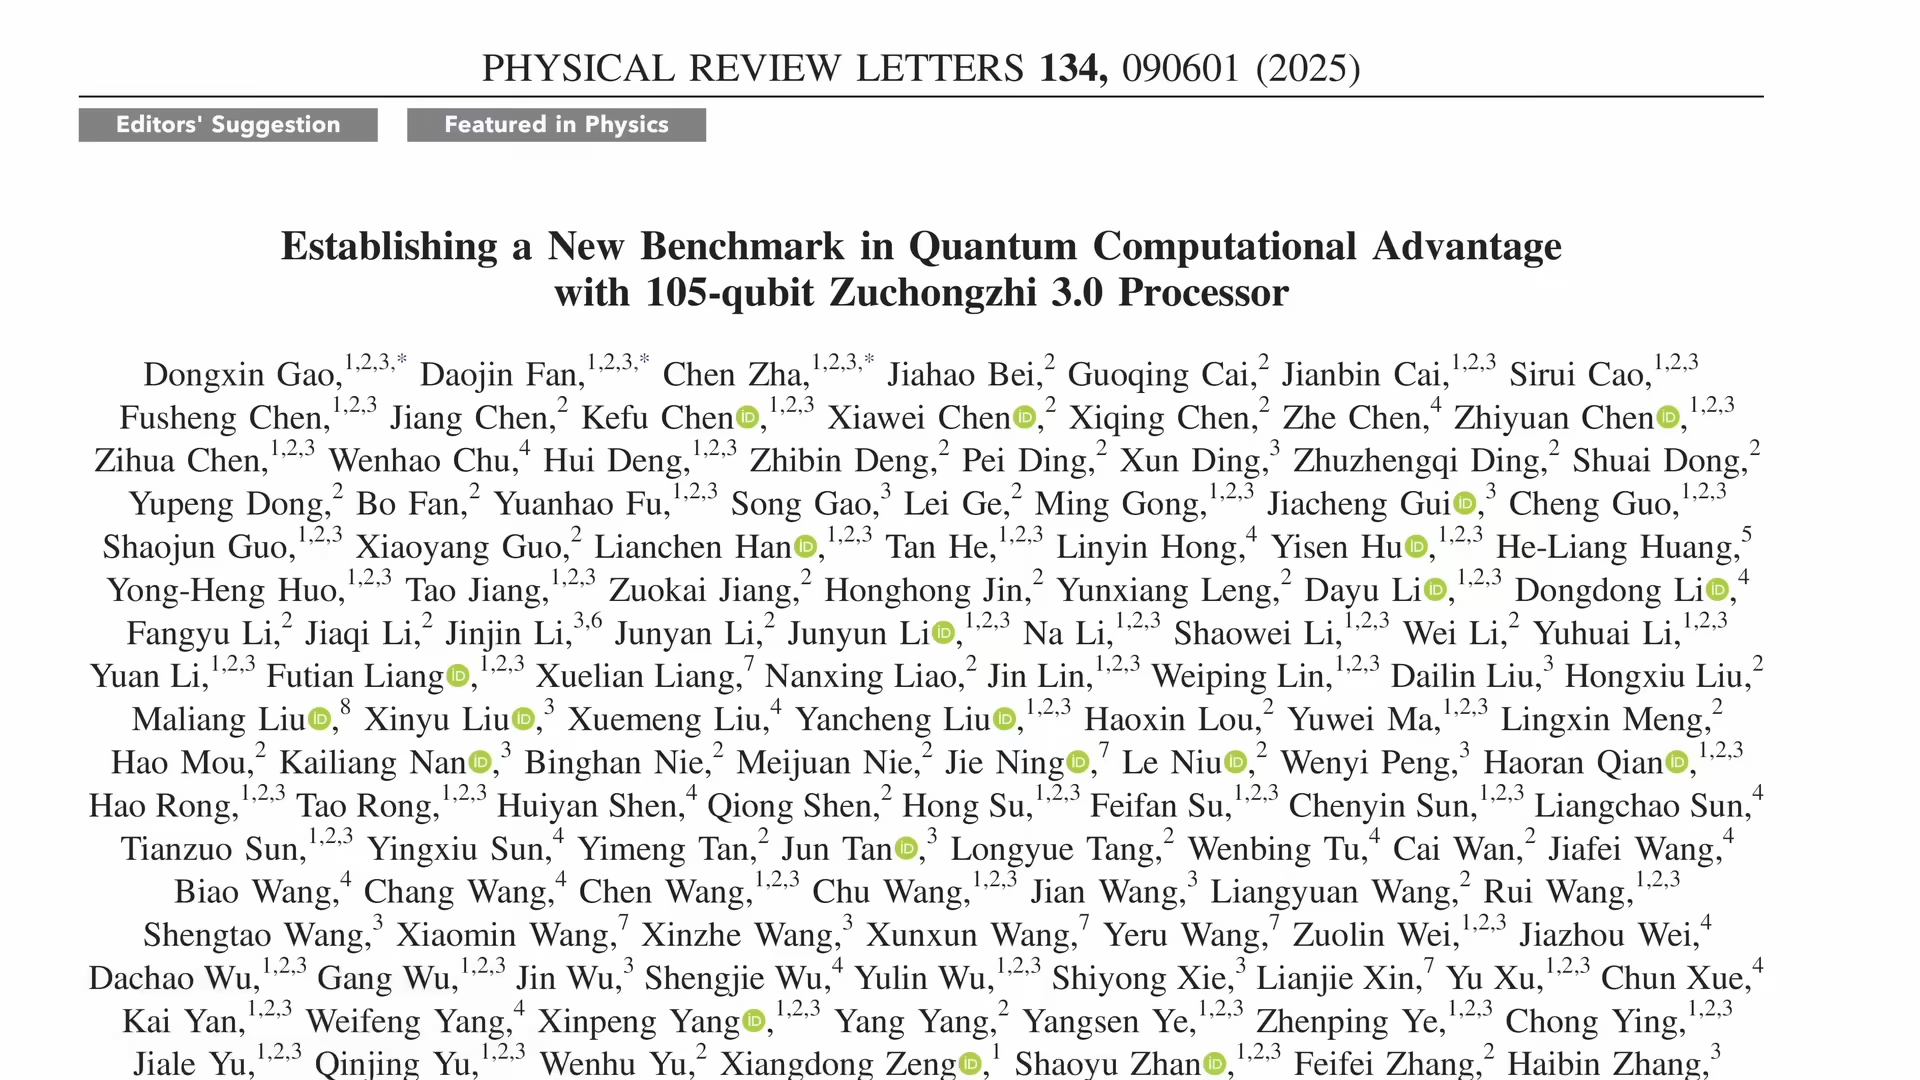 PHYSICAL REVIEW LETTERS 134, 090601 (2025)
Editors' Suggestion
Featured in Physics
Establishing a New Benchmark in Quantum Computational Advantage
with 105-qubit Zuchongzhi 3.0 Processor
Dongxin Gao,1,2,3,* Daojin Fan,1,2,3,* Chen Zha,1,2,3,* Jiahao Bei,2 Guoqing Cai,2 Jianbin Cai,1,2,3 Sirui Cao,1,2,3
Fusheng Chen,1,2,3 Jiang Chen,2 Kefu Chen iD,1,2,3 Xiawei Chen iD,2 Xiqing Chen,2 Zhe Chen,4 Zhiyuan Chen iD,1,2,3
Zihua Chen,1,2,3 Wenhao Chu,4 Hui Deng,1,2,3 Zhibin Deng,2 Pei Ding,2 Xun Ding,3 Zhuzhengqi Ding,2 Shuai Dong,2
Yupeng Dong,2 Bo Fan,2 Yuanhao Fu,1,2,3 Song Gao,3 Lei Ge,2 Ming Gong,1,2,3 Jiacheng Gui iD,3 Cheng Guo,1,2,3
Shaojun Guo,1,2,3 Xiaoyang Guo,2 Lianchen Han iD,1,2,3 Tan He,1,2,3 Linyin Hong,4 Yisen Hu iD,1,2,3 He-Liang Huang,5
Yong-Heng Huo,1,2,3 Tao Jiang,1,2,3 Zuokai Jiang,2 Honghong Jin,2 Yunxiang Leng,2 Dayu Li iD,1,2,3 Dongdong Li iD,4
Fangyu Li,2 Jiaqi Li,2 Jinjin Li,3,6 Junyan Li,2 Junyun Li iD,1,2,3 Na Li,1,2,3 Shaowei Li,1,2,3 Wei Li,2 Yuhuai Li,1,2,3
Yuan Li,1,2,3 Futian Liang iD,1,2,3 Xuelian Liang,7 Nanxing Liao,2 Jin Lin,1,2,3 Weiping Lin,1,2,3 Dailin Liu,3 Hongxiu Liu,2
Maliang Liu iD,8 Xinyu Liu iD,3 Xuemeng Liu,4 Yancheng Liu iD,1,2,3 Haoxin Lou,2 Yuwei Ma,1,2,3 Lingxin Meng,2
Hao Mou,2 Kailiang Nan iD,3 Binghan Nie,2 Meijuan Nie,2 Jie Ning iD,7 Le Niu iD,2 Wenyi Peng,3 Haoran Qian iD,1,2,3
Hao Rong,1,2,3 Tao Rong,1,2,3 Huiyan Shen,4 Qiong Shen,2 Hong Su,1,2,3 Feifan Su,1,2,3 Chenyin Sun,1,2,3 Liangchao Sun,4
Tianzuo Sun,1,2,3 Yingxiu Sun,4 Yimeng Tan,2 Jun Tan iD,3 Longyue Tang,2 Wenbing Tu,4 Cai Wan,2 Jiafei Wang,4
Biao Wang,4 Chang Wang,4 Chen Wang,1,2,3 Chu Wang,1,2,3 Jian Wang,3 Liangyuan Wang,2 Rui Wang,1,2,3
Shengtao Wang,3 Xiaomin Wang,7 Xinzhe Wang,3 Xunxun Wang,7 Yeru Wang,7 Zuolin Wei,1,2,3 Jiazhou Wei,4
Dachao Wu,1,2,3 Gang Wu,1,2,3 Jin Wu,3 Shengjie Wu,4 Yulin Wu,1,2,3 Shiyong Xie,3 Lianjie Xin,7 Yu Xu,1,2,3 Chun Xue,4
Kai Yan,1,2,3 Weifeng Yang,4 Xinpeng Yang iD,1,2,3 Yang Yang,2 Yangsen Ye,1,2,3 Zhenping Ye,1,2,3 Chong Ying,1,2,3
Jiale Yu,1,2,3 Qinjing Yu,1,2,3 Wenhu Yu,2 Xiangdong Zeng iD,1 Shaoyu Zhan iD,1,2,3 Feifei Zhang,2 Haibin Zhang,3